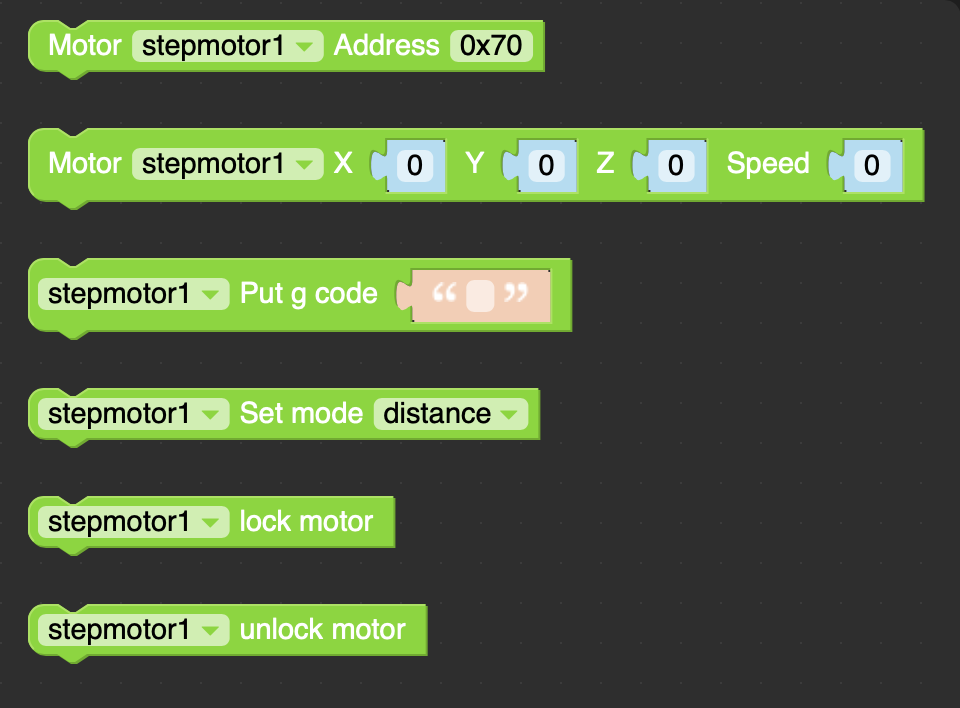 Motor stepmotor1 Address 0x70
Motor stepmotor1 X 0 Y 0 Z 0 Speed 0
stepmotor1 Put g code “ ”
stepmotor1 Set mode distance
stepmotor1 lock motor
stepmotor1 unlock motor